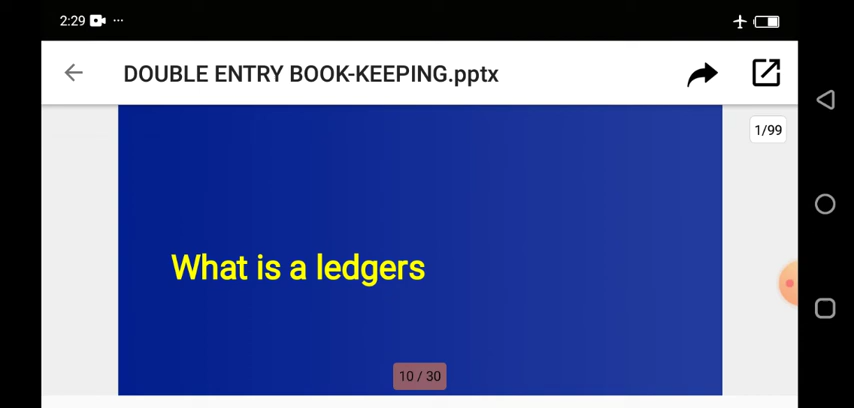 2:29 ...
DOUBLE ENTRY BOOK-KEEPING.pptx
1/99
What is a ledgers
10 / 30